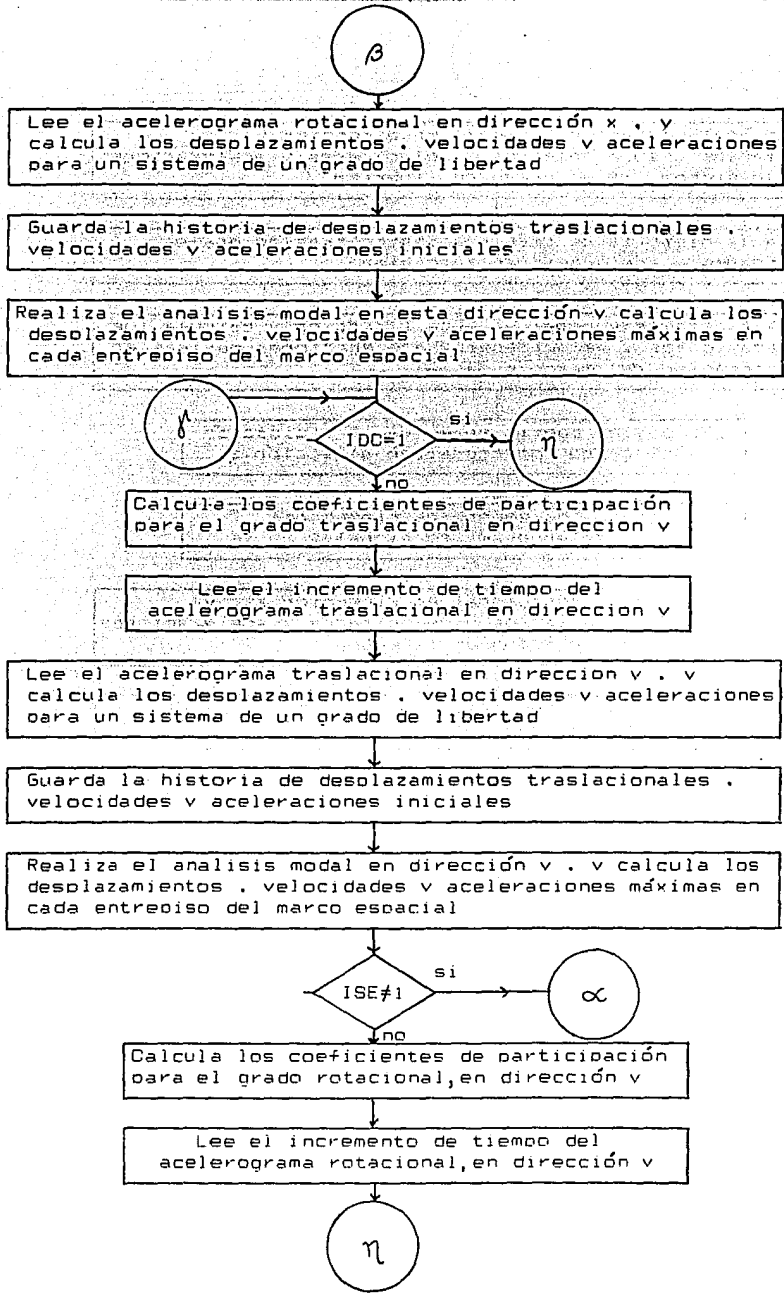 β
Lee el acelerograma rotacional en dirección x , y
calcula los desplazamientos , velocidades y aceleraciones
para un sistema de un grado de libertad
Guarda la historia de desplazamientos traslacionales ,
velocidades y aceleraciones iniciales
Realiza el analisis modal en esta dirección y calcula los
desplazamientos , velocidades y aceleraciones máximas en
cada entrepiso del marco espacial
γ
IDC=1
si
η
no
Calcula los coeficientes de participación
para el grado traslacional en direccion y
Lee el incremento de tiempo del
acelerograma traslacional en direccion y
Lee el acelerograma traslacional en direccion y , y
calcula los desplazamientos , velocidades y aceleraciones
para un sistema de un grado de libertad
Guarda la historia de desplazamientos traslacionales ,
velocidades y aceleraciones iniciales
Realiza el analisis modal en dirección y , y calcula los
desplazamientos , velocidades y aceleraciones máximas en
cada entrepiso del marco espacial
ISE≠1
si
α
no
Calcula los coeficientes de participación
para el grado rotacional, en dirección y
Lee el incremento de tiempo del
acelerograma rotacional, en dirección y
η